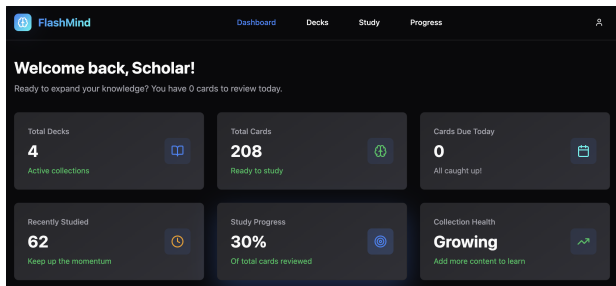 FlashMind
Dashboard Decks Study Progress
Welcome back, Scholar!
Ready to expand your knowledge? You have 0 cards to review today.
Total Decks
4
Active collections
Total Cards
208
Ready to study
Cards Due Today
0
All caught up!
Recently Studied
62
Keep up the momentum
Study Progress
30%
Of total cards reviewed
Collection Health
Growing
Add more content to learn